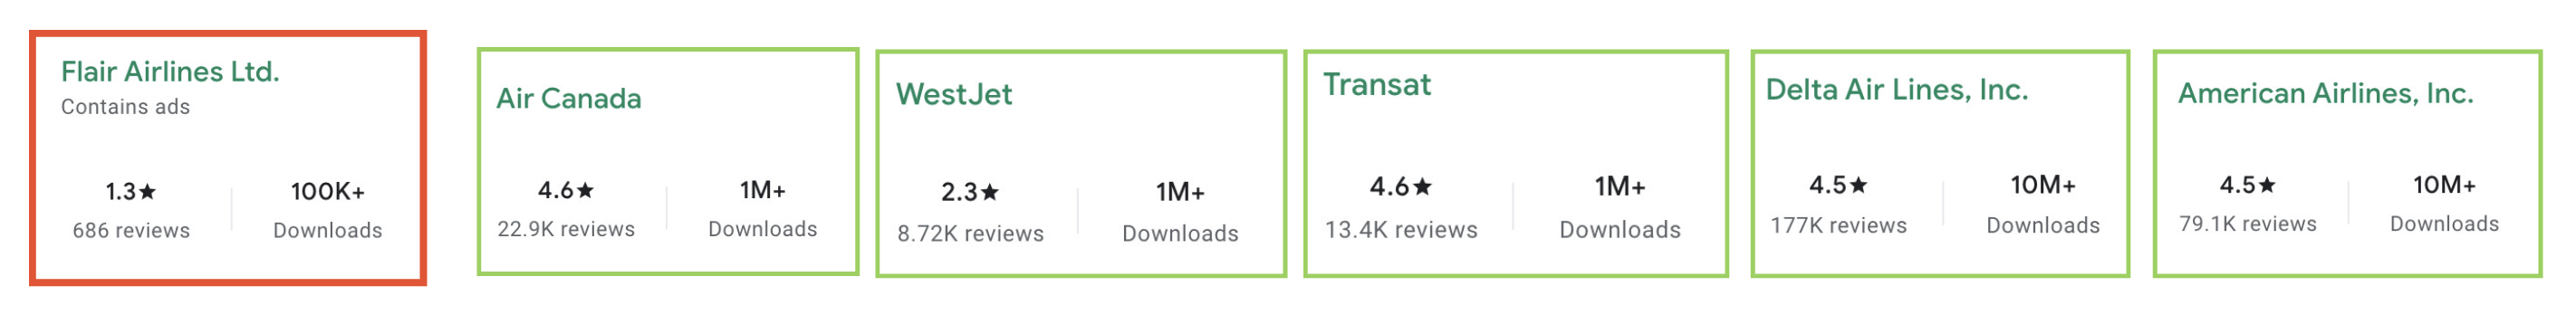 Flair Airlines Ltd.
Contains ads
1.3★
686 reviews
100K+
Downloads
Air Canada
4.6★
22.9K reviews
1M+
Downloads
WestJet
2.3★
8.72K reviews
1M+
Downloads
Transat
4.6★
13.4K reviews
1M+
Downloads
Delta Air Lines, Inc.
4.5★
177K reviews
10M+
Downloads
American Airlines, Inc.
4.5★
79.1K reviews
10M+
Downloads